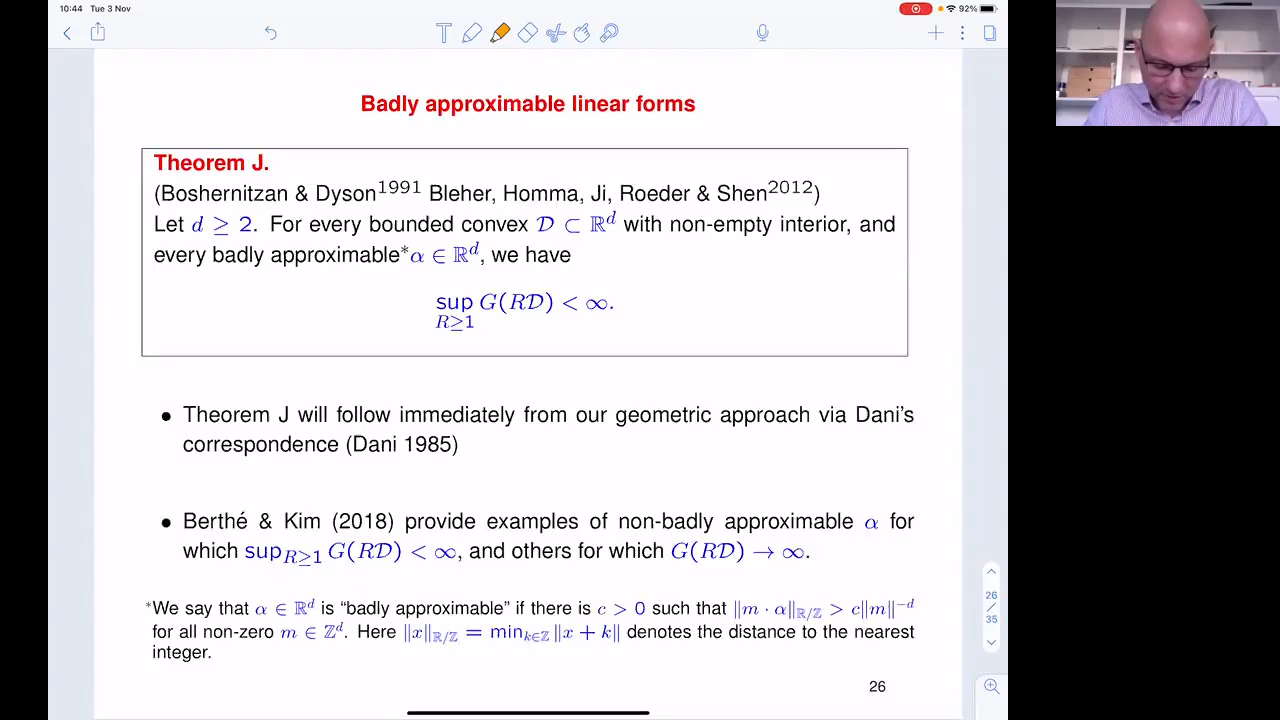 10:44 Tue 3 Nov
92%
Badly approximable linear forms
Theorem J.
(Boshernitzan & Dyson¹⁹⁹¹ Bleher, Homma, Ji, Roeder & Shen²⁰¹²)
Let d ≥ 2. For every bounded convex 𝒟 ⊂ ℝᵈ with non-empty interior, and
every badly approximable*α ∈ ℝᵈ, we have
sup G(R𝒟) < ∞.
R≥1
• Theorem J will follow immediately from our geometric approach via Dani's
correspondence (Dani 1985)
• Berthé & Kim (2018) provide examples of non-badly approximable α for
which sup_{R≥1} G(R𝒟) < ∞, and others for which G(R𝒟) → ∞.
*We say that α ∈ ℝᵈ is “badly approximable” if there is c > 0 such that ‖m · α‖_{ℝ/ℤ} > c‖m‖^{−d}
for all non-zero m ∈ ℤᵈ. Here ‖x‖_{ℝ/ℤ} = min_{k∈ℤ} ‖x + k‖ denotes the distance to the nearest
integer.
26
/
35
26